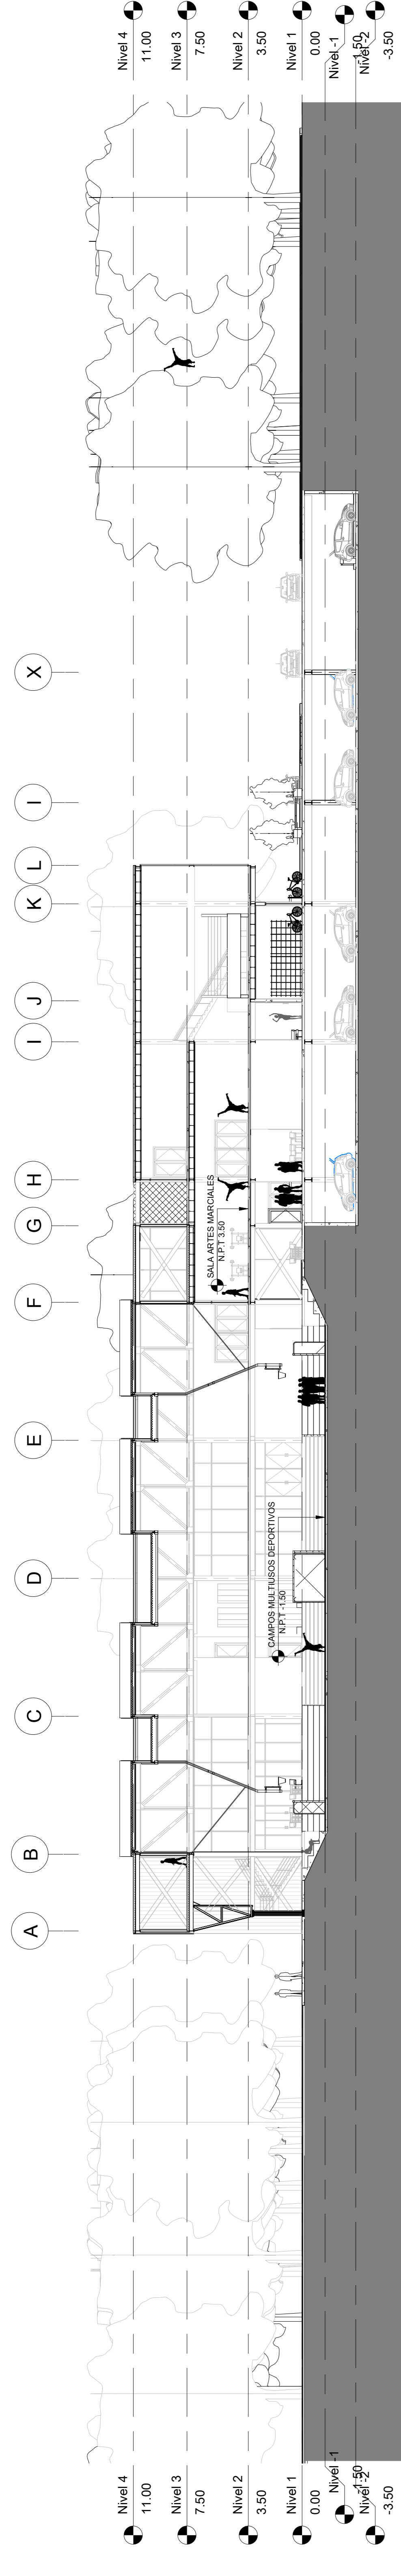 Nivel 4
11.00
Nivel 3
7.50
Nivel 2
3.50
Nivel 1
0.00
Nivel -1
-1.50
Nivel -2
-3.50
A
B
C
D
E
F
G
H
I
J
K
L
I
X
CAMPOS MULTIUSOS DEPORTIVOS
N.P.T -1.50
SALA ARTES MARCIALES
N.P.T 3.50
Nivel 4
11.00
Nivel 3
7.50
Nivel 2
3.50
Nivel 1
0.00
Nivel -1
-1.50
Nivel -2
-3.50